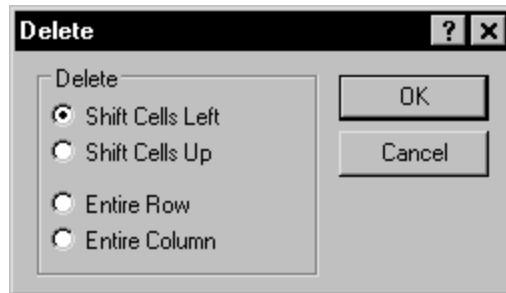 Delete
Delete
Shift Cells Left
Shift Cells Up
Entire Row
Entire Column
OK
Cancel